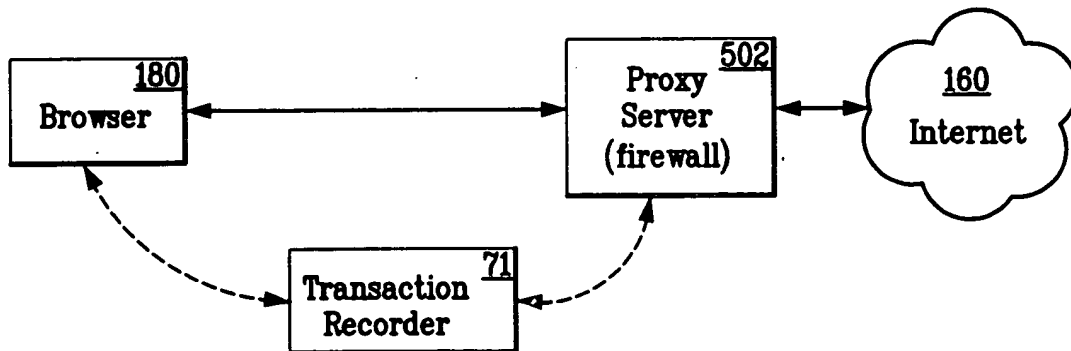 180
Browser
502
Proxy
Server
(firewall)
160
Internet
71
Transaction
Recorder